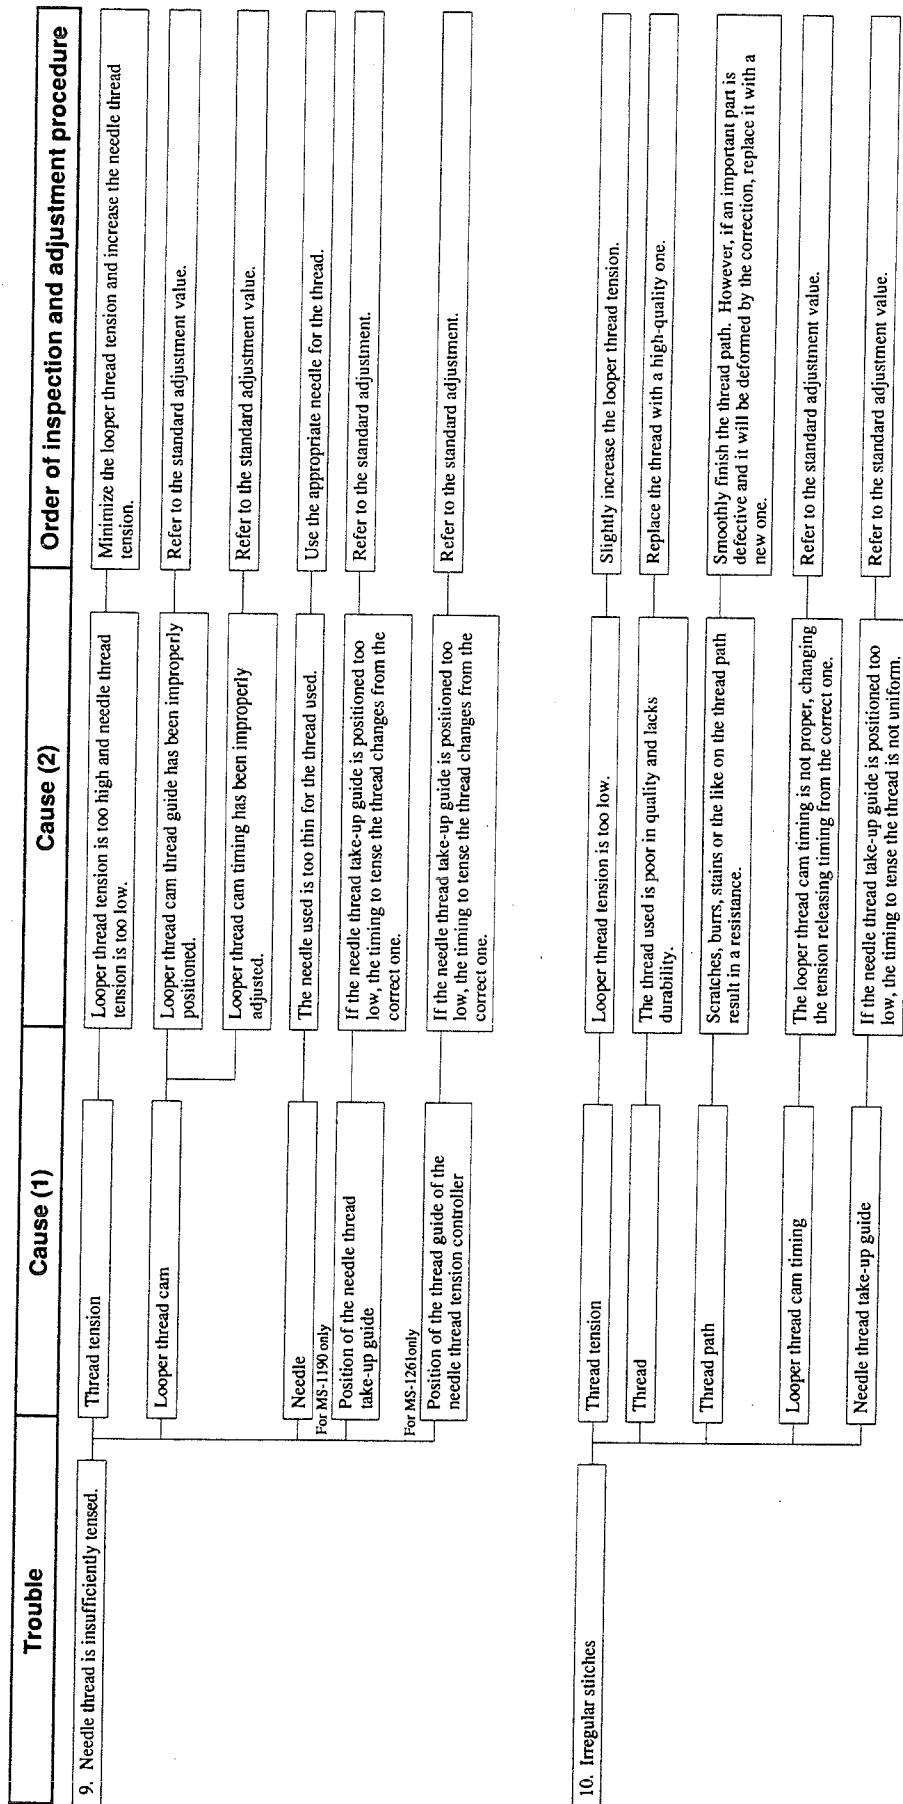 Trouble
Cause (1)
Cause (2)
Order of inspection and adjustment procedure
9. Needle thread is insufficiently tensed.
Thread tension
Looper thread tension is too high and needle thread
tension is too low.
Minimize the looper thread tension and increase the needle thread
tension.
Looper thread cam
Looper thread cam thread guide has been improperly
positioned.
Refer to the standard adjustment value.
Looper thread cam timing has been improperly
adjusted.
Refer to the standard adjustment value.
Needle
The needle used is too thin for the thread used.
Use the appropriate needle for the thread.
For MS-1190 only
Position of the needle thread
take-up guide
If the needle thread take-up guide is positioned too
low, the timing to tense the thread changes from the
correct one.
Refer to the standard adjustment.
For MS-1261only
Position of the thread guide of the
needle thread tension controller
If the needle thread take-up guide is positioned too
low, the timing to tense the thread changes from the
correct one.
Refer to the standard adjustment.
10. Irregular stitches
Thread tension
Looper thread tension is too low.
Slightly increase the looper thread tension.
Thread
The thread used is poor in quality and lacks
durability.
Replace the thread with a high-quality one.
Thread path
Scratches, burrs, stains or the like on the thread path
result in a resistance.
Smoothly finish the thread path. However, if an important part is
defective and it will be deformed by the correction, replace it with a
new one.
Looper thread cam timing
The looper thread cam timing is not proper, changing
the tension releasing timing from the correct one.
Refer to the standard adjustment value.
Needle thread take-up guide
If the needle thread take-up guide is positioned too
low, the timing to tense the thread is not uniform.
Refer to the standard adjustment value.